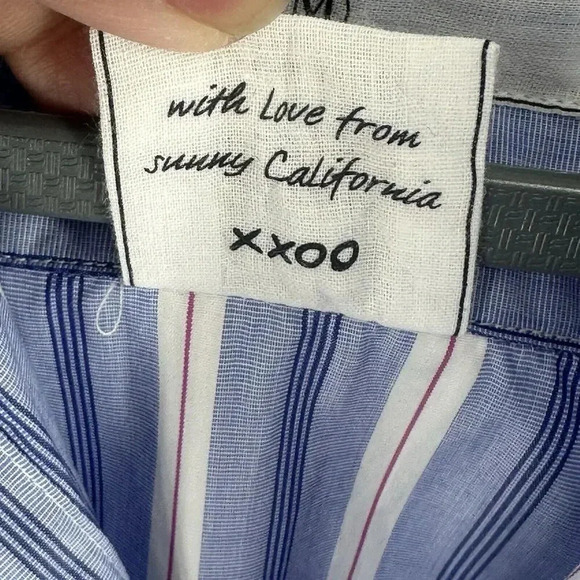 M
with Love from
sunny California
xxoo